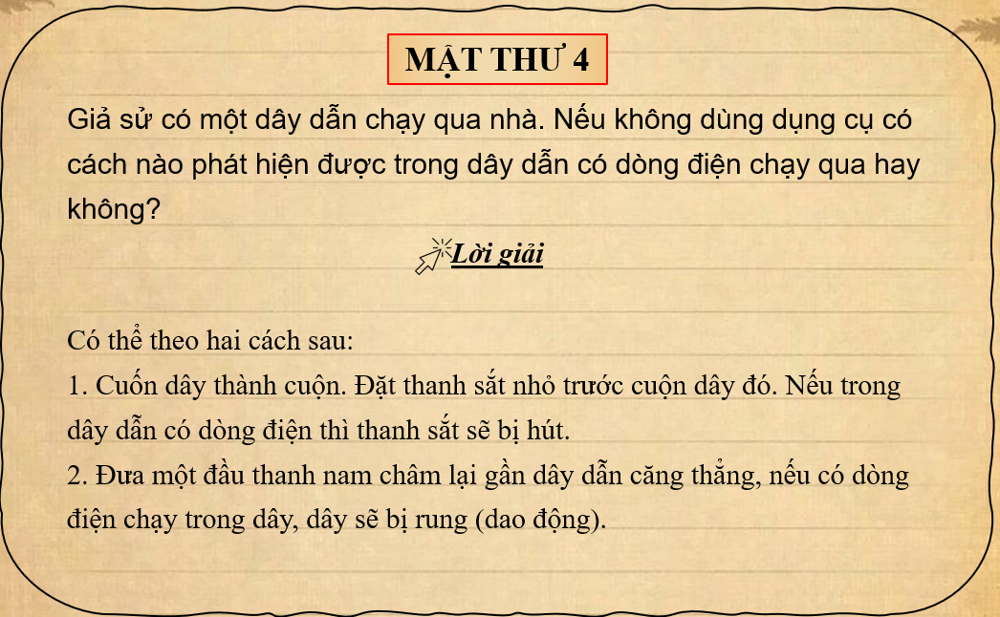 MẬT THƯ 4
Giả sử có một dây dẫn chạy qua nhà. Nếu không dùng dụng cụ có
cách nào phát hiện được trong dây dẫn có dòng điện chạy qua hay
không?
Lời giải
Có thể theo hai cách sau:
1. Cuốn dây thành cuộn. Đặt thanh sắt nhỏ trước cuộn dây đó. Nếu trong
dây dẫn có dòng điện thì thanh sắt sẽ bị hút.
2. Đưa một đầu thanh nam châm lại gần dây dẫn căng thẳng, nếu có dòng
điện chạy trong dây, dây sẽ bị rung (dao động).